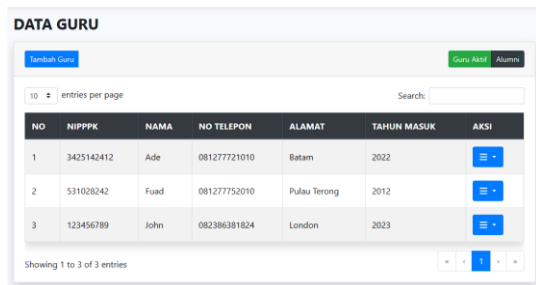 DATA GURU
Tambah Guru Guru Aktif Alumni
10 entries per page Search:
NO NIPPPK NAMA NO TELEPON ALAMAT TAHUN MASUK AKSI
1 3425142412 Ade 081277721010 Batam 2022
2 531028242 Fuad 081277752010 Pulau Terong 2012
3 123456789 John 082386381824 London 2023
Showing 1 to 3 of 3 entries « ‹ 1 › »